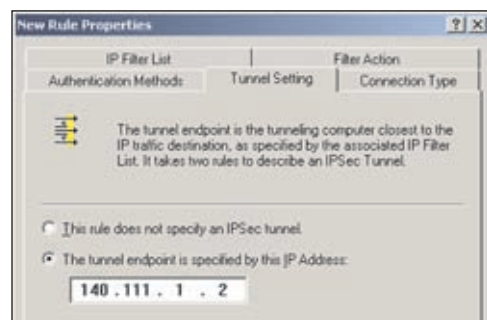 New Rule Properties
IP Filter List
Filter Action
Authentication Methods
Tunnel Setting
Connection Type
The tunnel endpoint is the tunneling computer closest to the
IP traffic destination, as specified by the associated IP Filter
List. It takes two rules to describe an IPSec Tunnel.
This rule does not specify an IPSec tunnel.
The tunnel endpoint is specified by this IP Address:
140 . 111 . 1 . 2